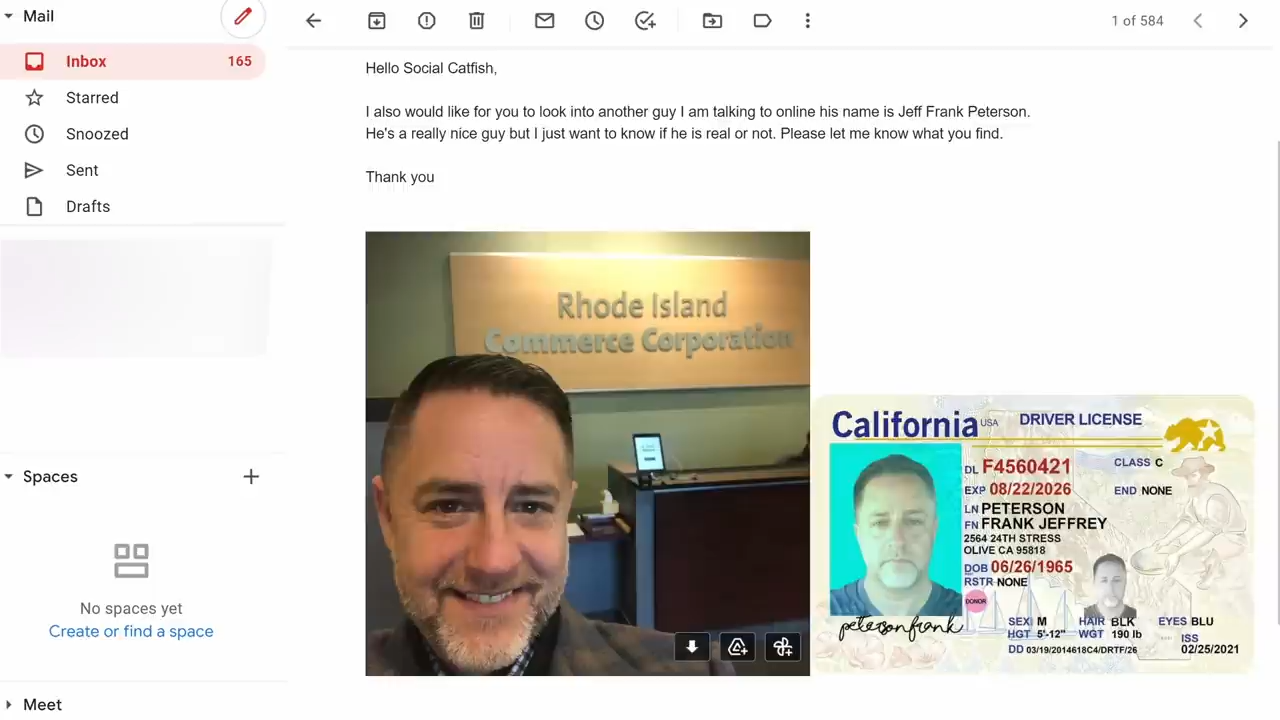 Mail
Inbox 165
Starred
Snoozed
Sent
Drafts
Spaces
No spaces yet
Create or find a space
Meet
1 of 584
Hello Social Catfish,
I also would like for you to look into another guy I am talking to online his name is Jeff Frank Peterson.
He's a really nice guy but I just want to know if he is real or not. Please let me know what you find.
Thank you
Rhode Island
Commerce Corporation
California USA DRIVER LICENSE
DL F4560421 CLASS C
EXP 08/22/2026 END NONE
LN PETERSON
FN FRANK JEFFREY
2564 24TH STRESS
OLIVE CA 95818
DOB 06/26/1965
RSTR NONE
DONOR
petersonfrank
SEX M HAIR BLK EYES BLU
HGT 5'-12" WGT 190 lb ISS
DD 03/19/2014618C4/DRTF/26 02/25/2021